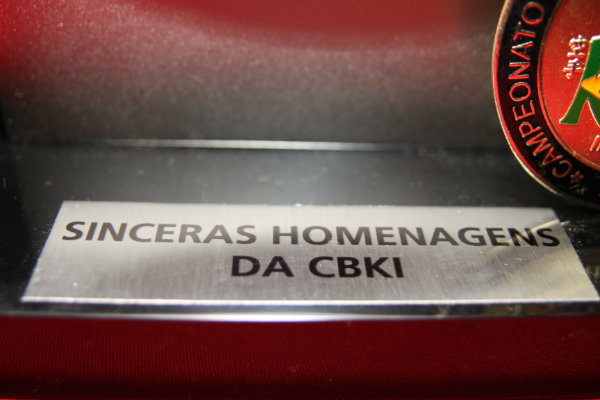 SINCERAS HOMENAGENS
DA CBKI
CAMPEONATO